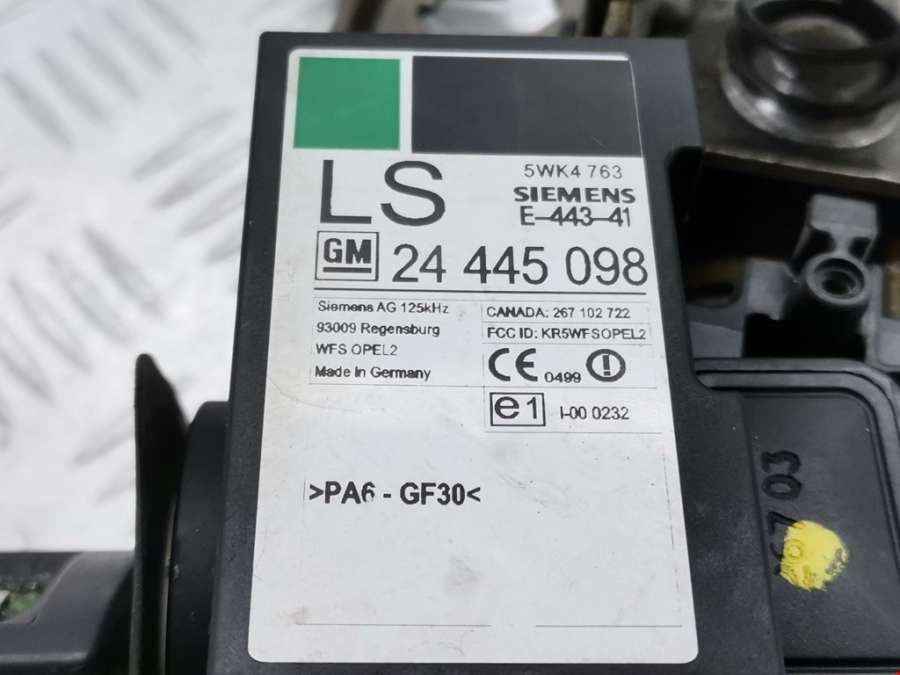 5WK4 763
LS
SIEMENS
E-443-41
GM 24 445 098
Siemens AG 125kHz
93009 Regensburg
WFS OPEL2
Made In Germany
CANADA: 267 102 722
FCC ID: KR5WFSOPEL2
CE 0499
e1 I-00 0232
>PA6 - GF30<
03